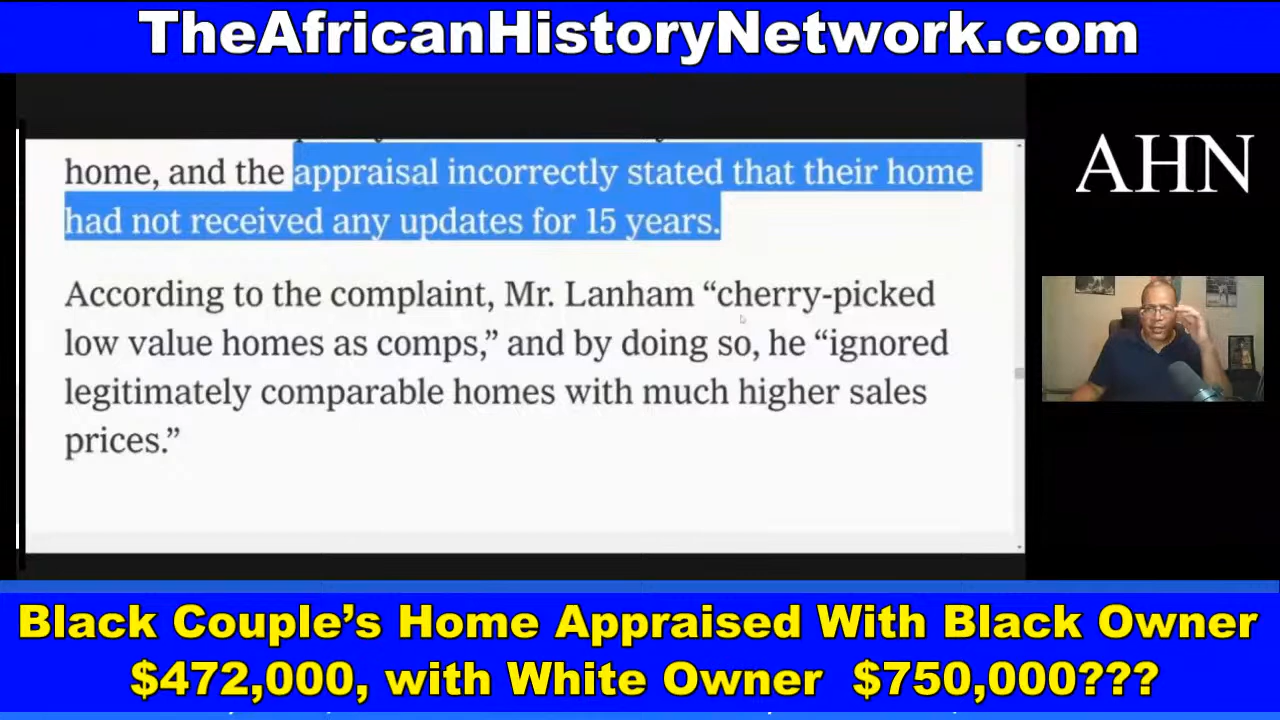 TheAfricanHistoryNetwork.com
home, and the appraisal incorrectly stated that their home
had not received any updates for 15 years.
According to the complaint, Mr. Lanham “cherry-picked
low value homes as comps,” and by doing so, he “ignored
legitimately comparable homes with much higher sales
prices.”
AHN
Black Couple’s Home Appraised With Black Owner
$472,000, with White Owner $750,000???